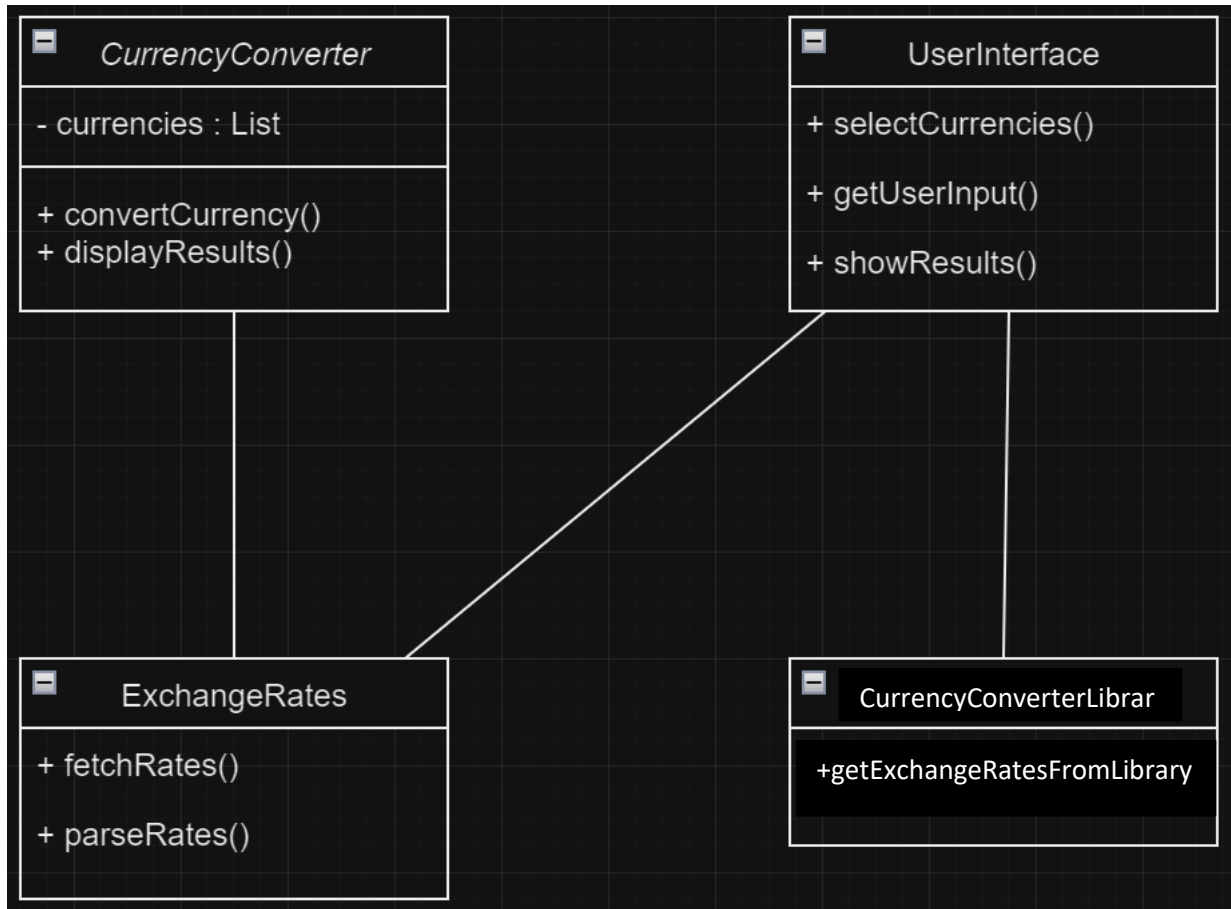 CurrencyConverter
- currencies : List
+ convertCurrency()
+ displayResults()
UserInterface
+ selectCurrencies()
+ getUserInput()
+ showResults()
ExchangeRates
+ fetchRates()
+ parseRates()
CurrencyConverterLibrar
+getExchangeRatesFromLibrary